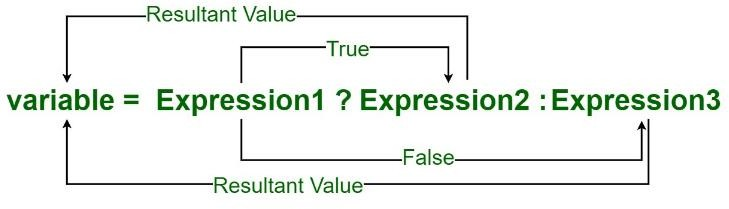 Resultant Value
True
variable = Expression1 ? Expression2 : Expression3
False
Resultant Value